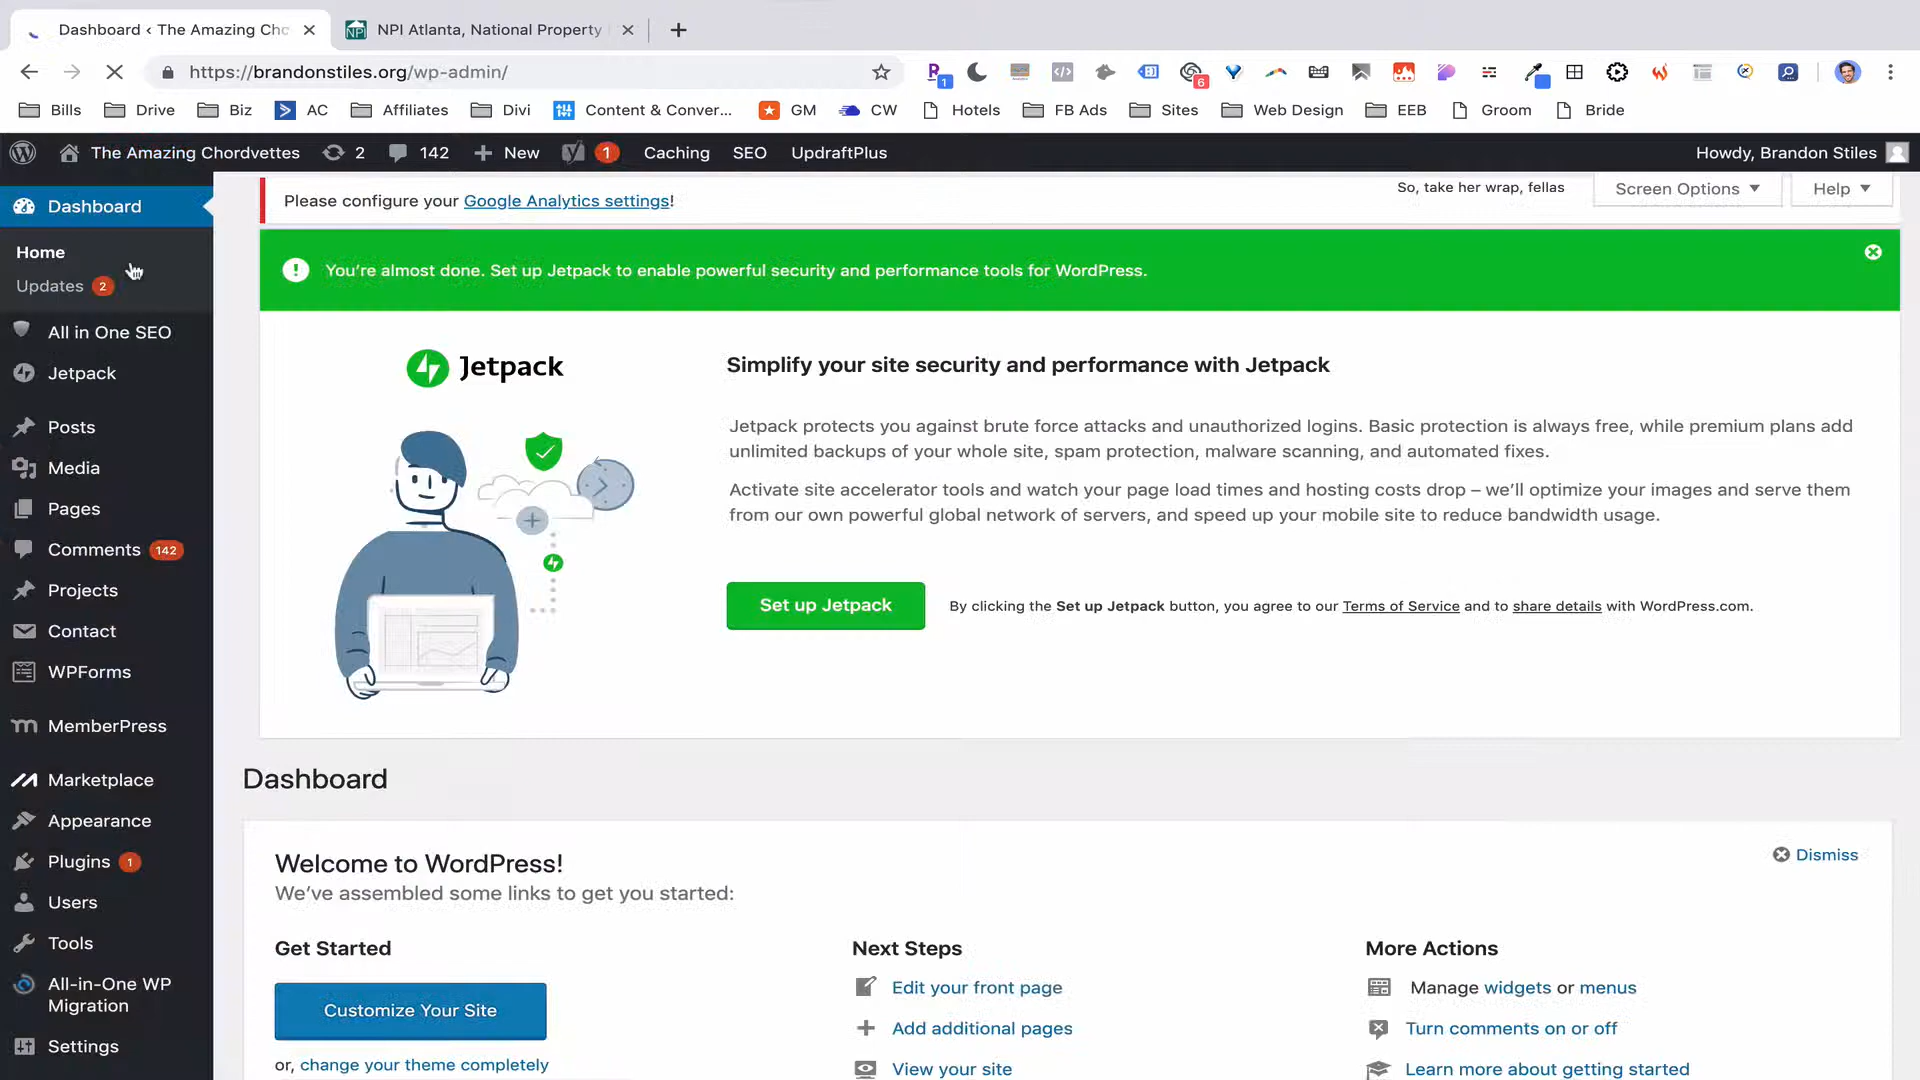 Dashboard ‹ The Amazing Cho
NPI Atlanta, National Property
https://brandonstiles.org/wp-admin/
1
6
Bills
Drive
Biz
AC
Affiliates
Divi
Content & Conver...
GM
CW
Hotels
FB Ads
Sites
Web Design
EEB
Groom
Bride
The Amazing Chordvettes
2
142
New
1
Caching
SEO
UpdraftPlus
Howdy, Brandon Stiles
Dashboard
Home
Updates 2
All in One SEO
Jetpack
Posts
Media
Pages
Comments 142
Projects
Contact
WPForms
MemberPress
Marketplace
Appearance
Plugins 1
Users
Tools
All-in-One WP
Migration
Settings
Please configure your Google Analytics settings!
So, take her wrap, fellas
Screen Options
Help
You're almost done. Set up Jetpack to enable powerful security and performance tools for WordPress.
Jetpack
Simplify your site security and performance with Jetpack
Jetpack protects you against brute force attacks and unauthorized logins. Basic protection is always free, while premium plans add
unlimited backups of your whole site, spam protection, malware scanning, and automated fixes.
Activate site accelerator tools and watch your page load times and hosting costs drop – we'll optimize your images and serve them
from our own powerful global network of servers, and speed up your mobile site to reduce bandwidth usage.
Set up Jetpack
By clicking the Set up Jetpack button, you agree to our Terms of Service and to share details with WordPress.com.
Dashboard
Welcome to WordPress!
We've assembled some links to get you started:
Dismiss
Get Started
Customize Your Site
or, change your theme completely
Next Steps
Edit your front page
Add additional pages
View your site
More Actions
Manage widgets or menus
Turn comments on or off
Learn more about getting started